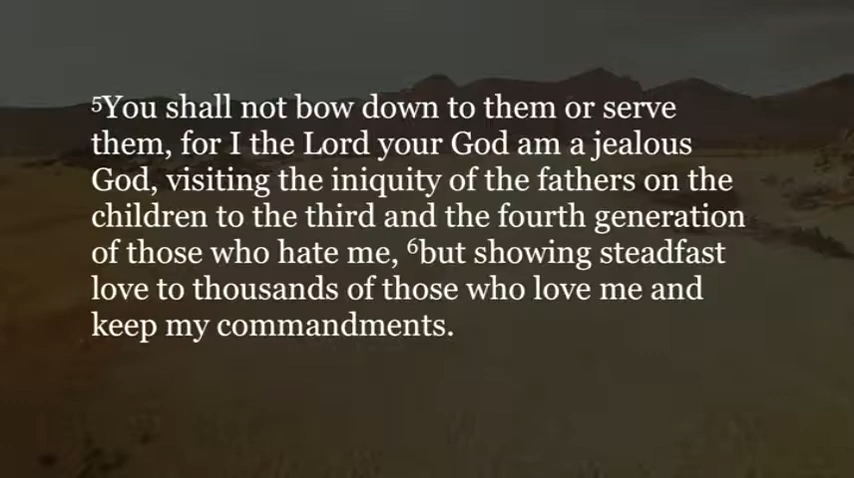 ⁵You shall not bow down to them or serve
them, for I the Lord your God am a jealous
God, visiting the iniquity of the fathers on the
children to the third and the fourth generation
of those who hate me, ⁶but showing steadfast
love to thousands of those who love me and
keep my commandments.